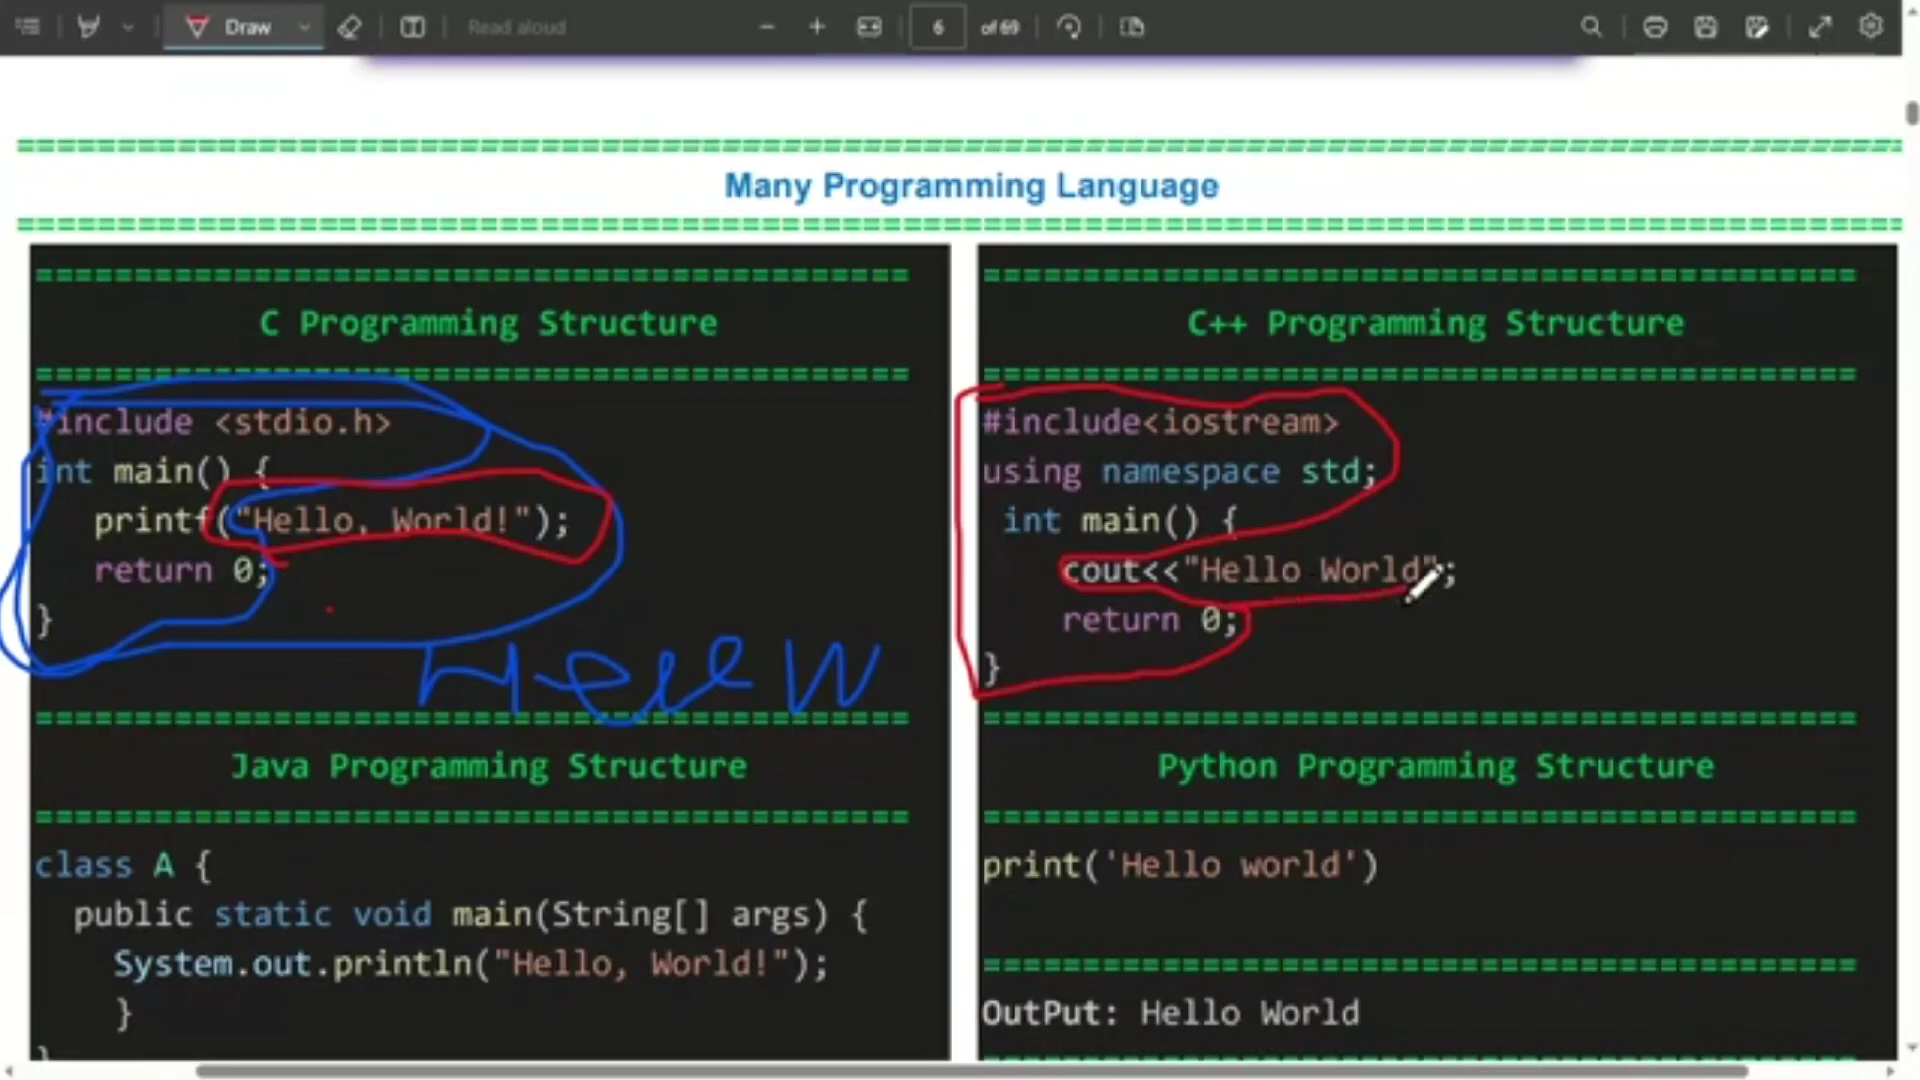 Draw
Read aloud
6
of 69
================================================
Many Programming Language
================================================
============================================
C Programming Structure
============================================
#include <stdio.h>
int main() {
printf("Hello, World!");
return 0;
}
Hell W
============================================
Java Programming Structure
============================================
class A {
public static void main(String[] args) {
System.out.println("Hello, World!");
}
}
============================================
C++ Programming Structure
============================================
#include<iostream>
using namespace std;
int main() {
cout<<"Hello World";
return 0;
}
============================================
Python Programming Structure
============================================
print('Hello world')
============================================
OutPut: Hello World
============================================